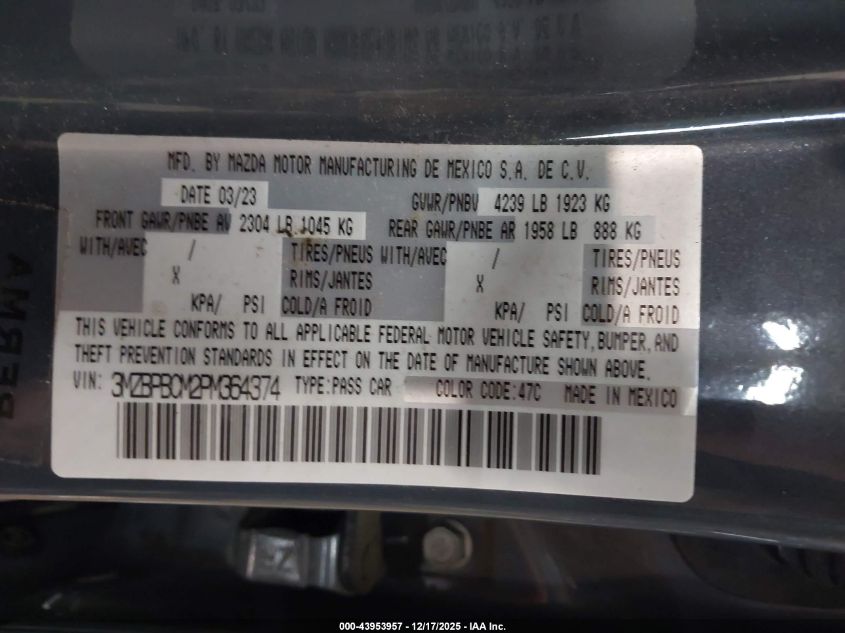 MFD. BY MAZDA MOTOR MANUFACTURING DE MEXICO S.A. DE C.V.
DATE 03/23 GVWR/PNBV 4239 LB 1923 KG
FRONT GAWR/PNBE AV 2304 LB 1045 KG REAR GAWR/PNBE AR 1958 LB 888 KG
WITH/AVEC / TIRES/PNEUS WITH/AVEC / TIRES/PNEUS
X RIMS/JANTES X RIMS/JANTES
KPA/ PSI COLD/A FROID KPA/ PSI COLD/A FROID
THIS VEHICLE CONFORMS TO ALL APPLICABLE FEDERAL MOTOR VEHICLE SAFETY, BUMPER, AND
THEFT PREVENTION STANDARDS IN EFFECT ON THE DATE OF MANUFACTURE SHOWN ABOVE.
VIN: 3MZBPBCM2PM364374 TYPE:PASS CAR COLOR CODE:47C MADE IN MEXICO
000-43953957 - 12/17/2025 - IAA Inc.